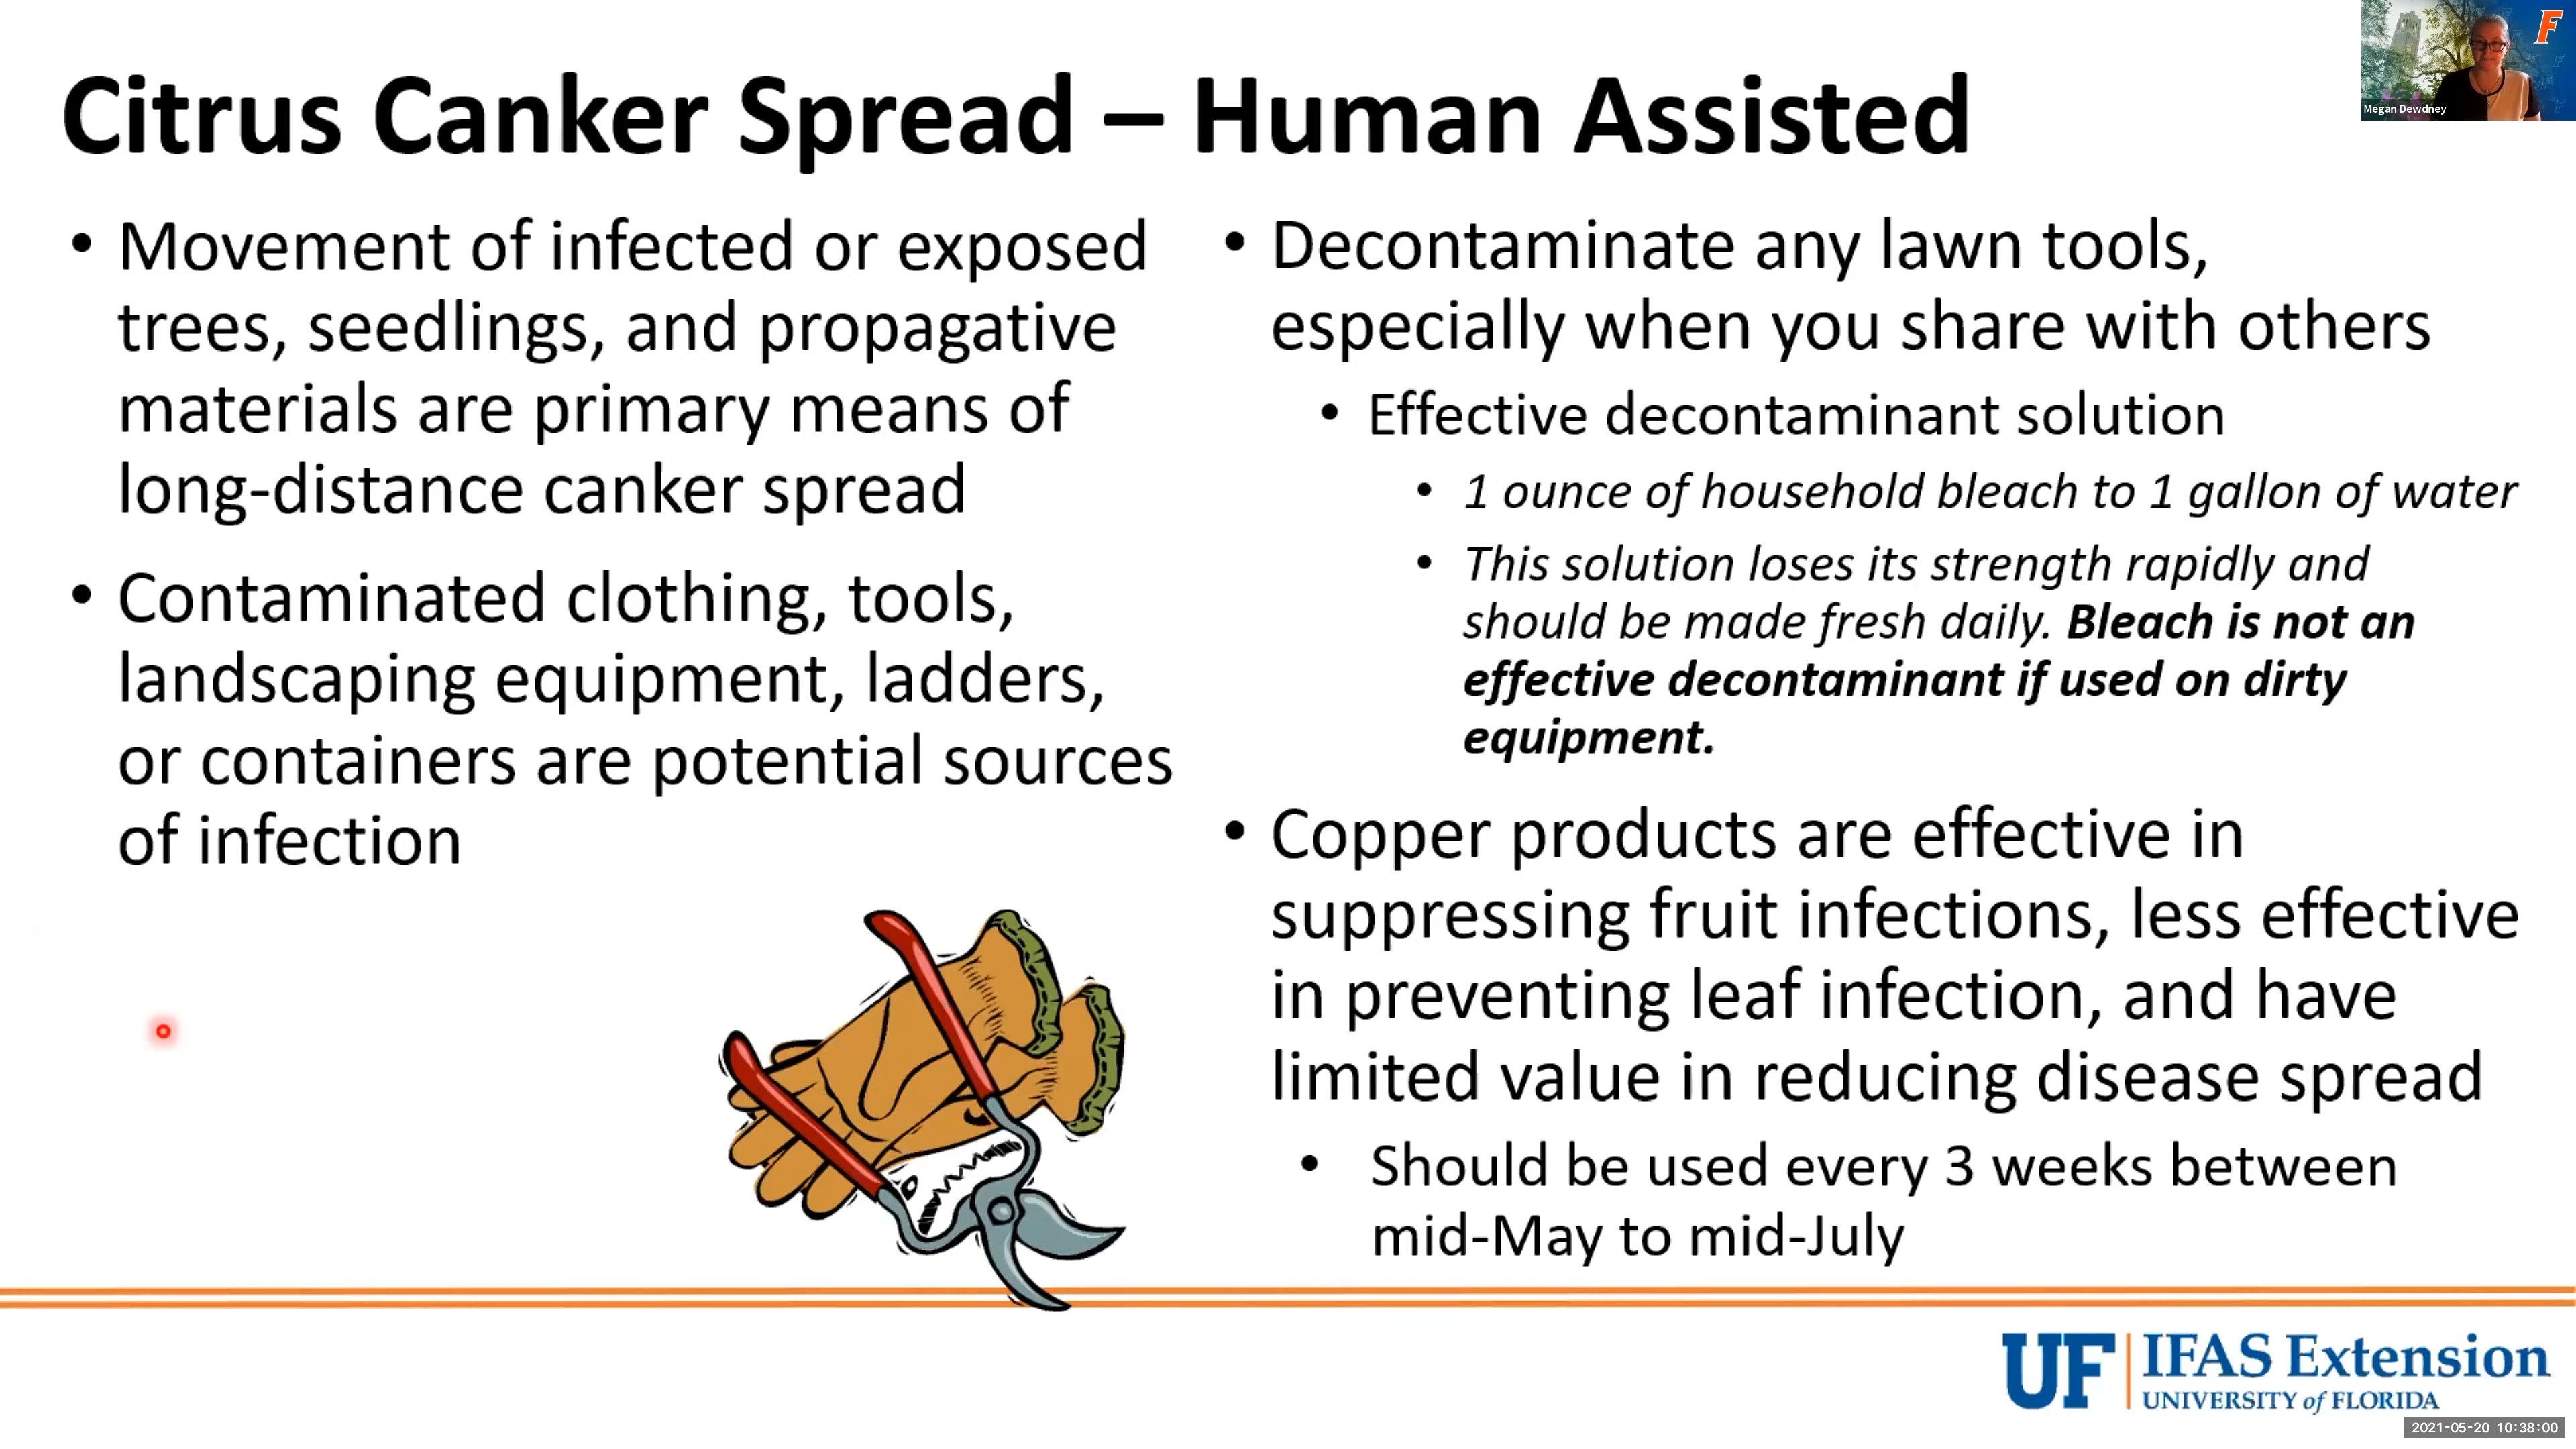 Citrus Canker Spread – Human Assisted
• Movement of infected or exposed
trees, seedlings, and propagative
materials are primary means of
long-distance canker spread
• Contaminated clothing, tools,
landscaping equipment, ladders,
or containers are potential sources
of infection
• Decontaminate any lawn tools,
especially when you share with others
• Effective decontaminant solution
• 1 ounce of household bleach to 1 gallon of water
• This solution loses its strength rapidly and
should be made fresh daily. Bleach is not an
effective decontaminant if used on dirty
equipment.
• Copper products are effective in
suppressing fruit infections, less effective
in preventing leaf infection, and have
limited value in reducing disease spread
• Should be used every 3 weeks between
mid-May to mid-July
F
Megan Dewdney
UF IFAS Extension
UNIVERSITY of FLORIDA
2021-05-20 10:38:00